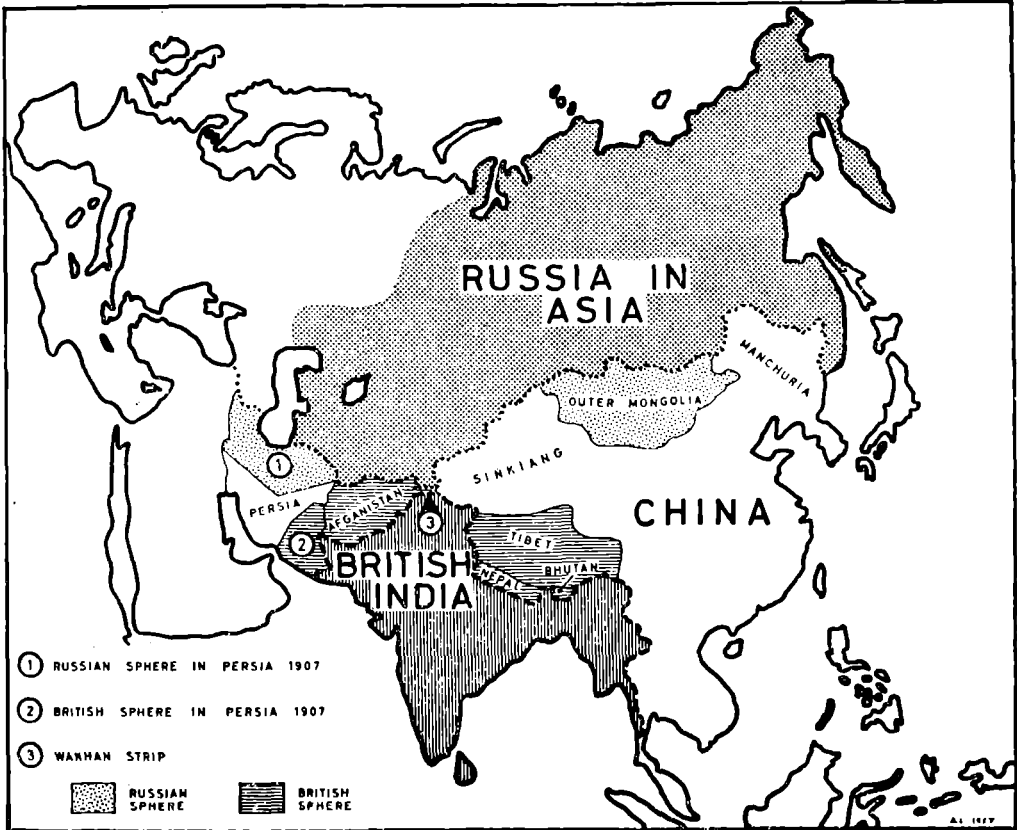 RUSSIA IN
ASIA
MANCHURIA
OUTER MONGOLIA
SINKIANG
1
PERSIA
AFGANISTAN
3
CHINA
2
TIBET
BRITISH
INDIA
NEPAL
BHUTAN
1 RUSSIAN SPHERE IN PERSIA 1907
2 BRITISH SPHERE IN PERSIA 1907
3 WAKHAN STRIP
RUSSIAN
SPHERE
BRITISH
SPHERE